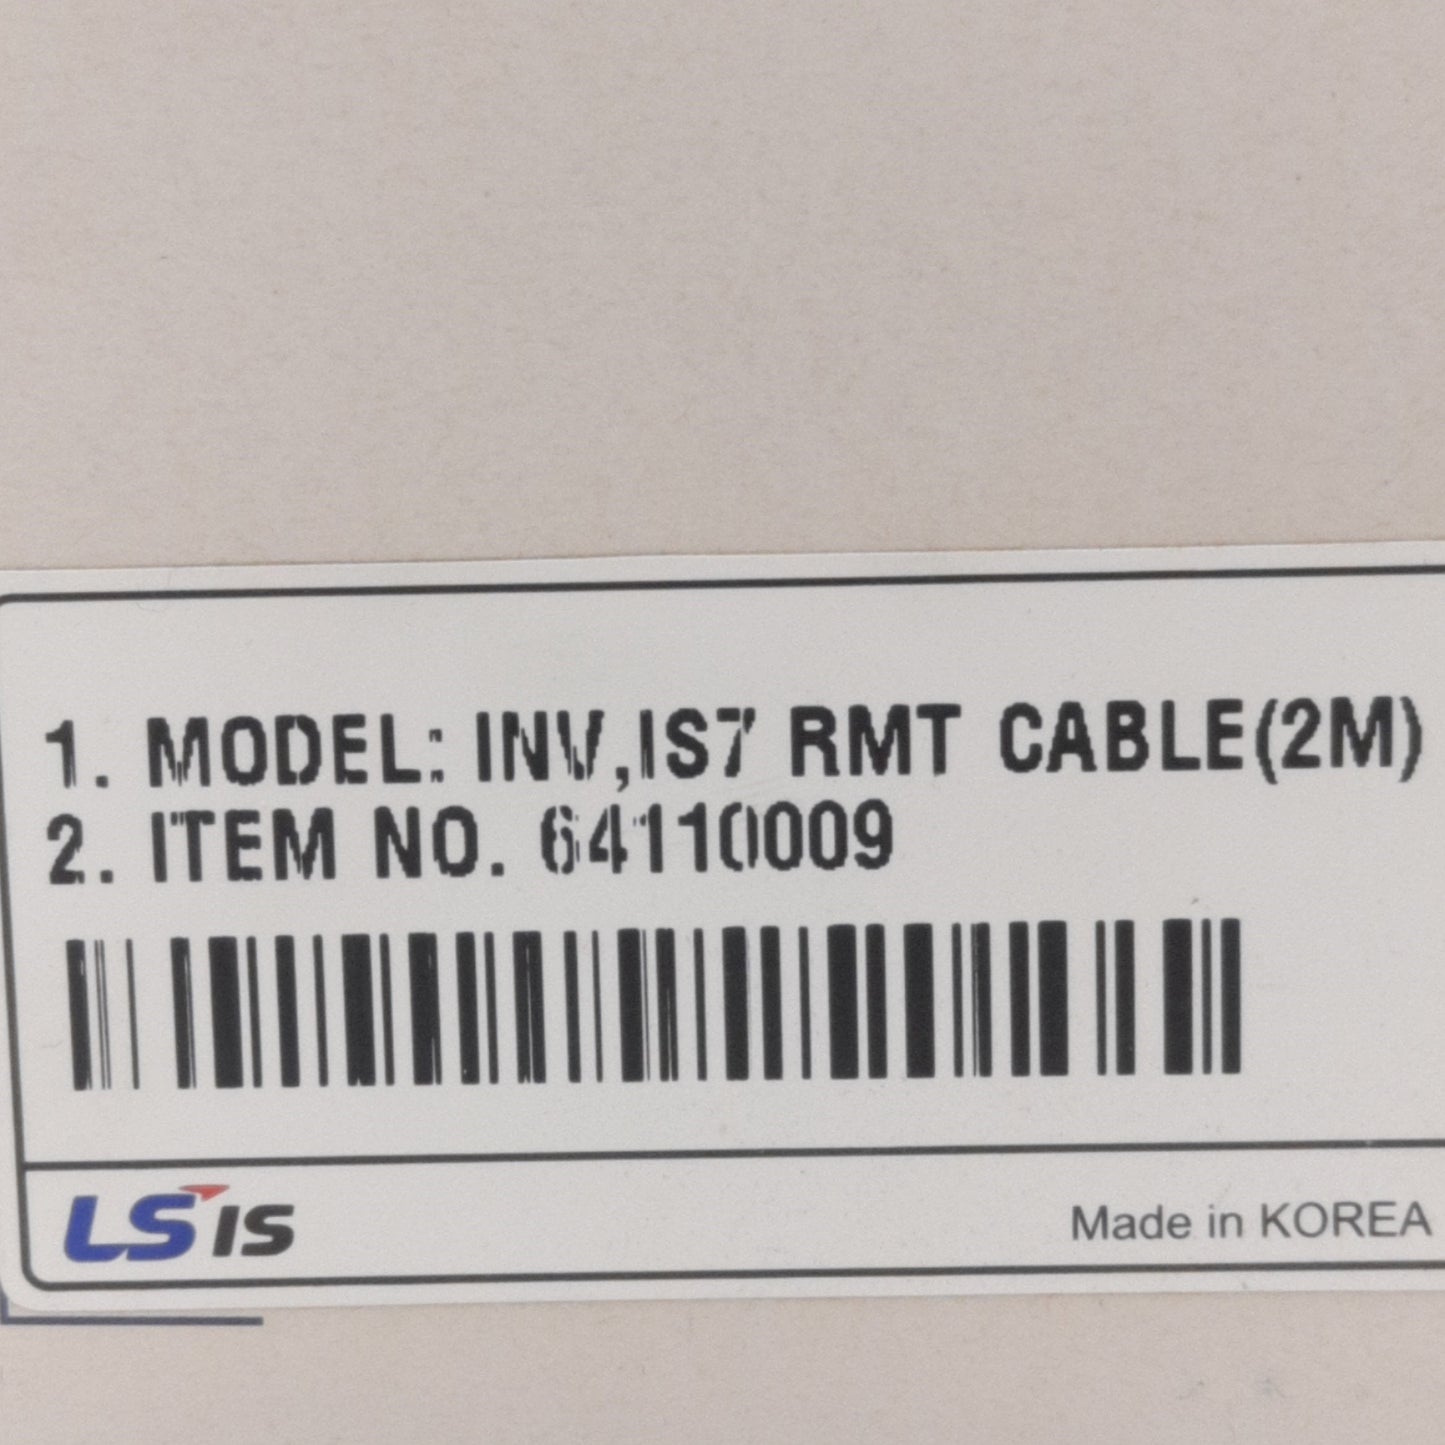 1. MODEL: INV,IS7 RMT CABLE(2M)
2. ITEM NO. 64110009
LS IS
Made in KOREA